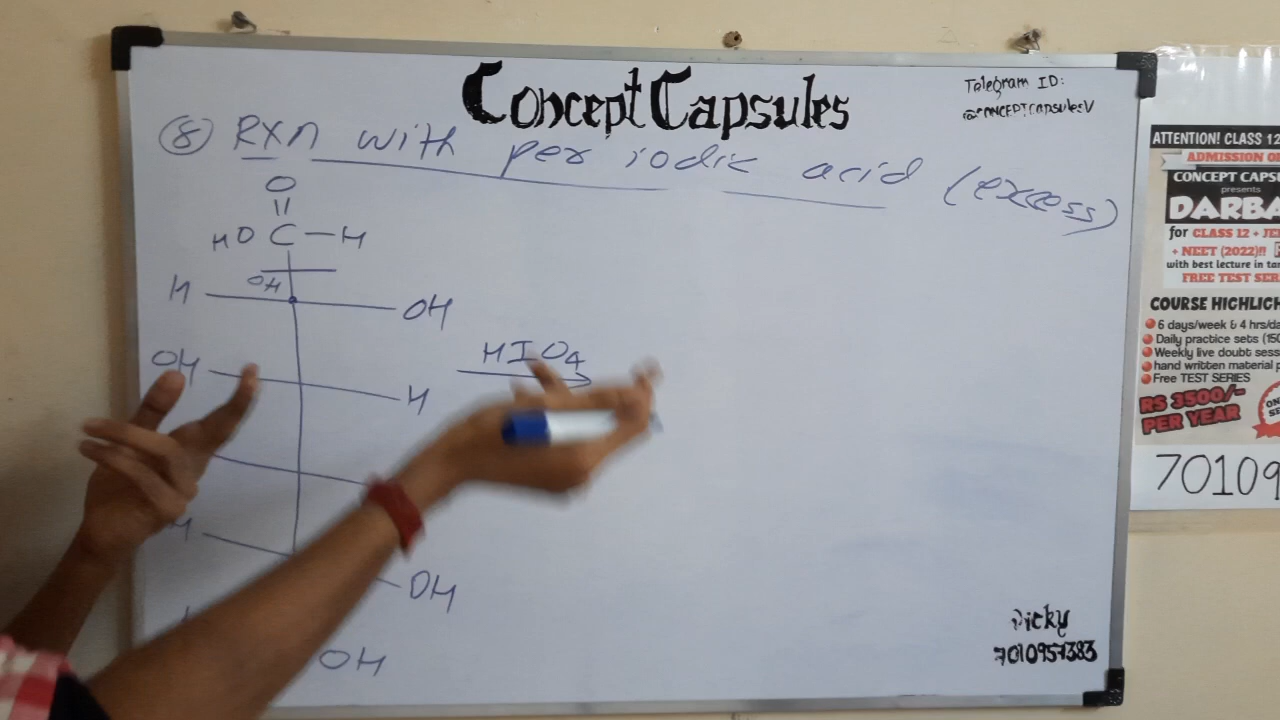 Concept Capsules
Telegram ID:
@CONCEPTCapsulesV
⑧ Rxn with per iodic acid (excess)
O
HO C-H
OH
H OH
OH H
HIO4
H
OH
OH
Vicky
7010957383
ATTENTION! CLASS 12
ADMISSION
CONCEPT CAPSU
presents
DARBA
for CLASS 12 + JE
+ NEET (2022)!!
with best lecture in
FREE TEST SER
COURSE HIGHLIGH
6 days/week & 4 hrs/da
Daily practice sets (150
Weekly live doubt sess
hand written material
Free TEST SERIES
RS 3500/-
PER YEAR
70109